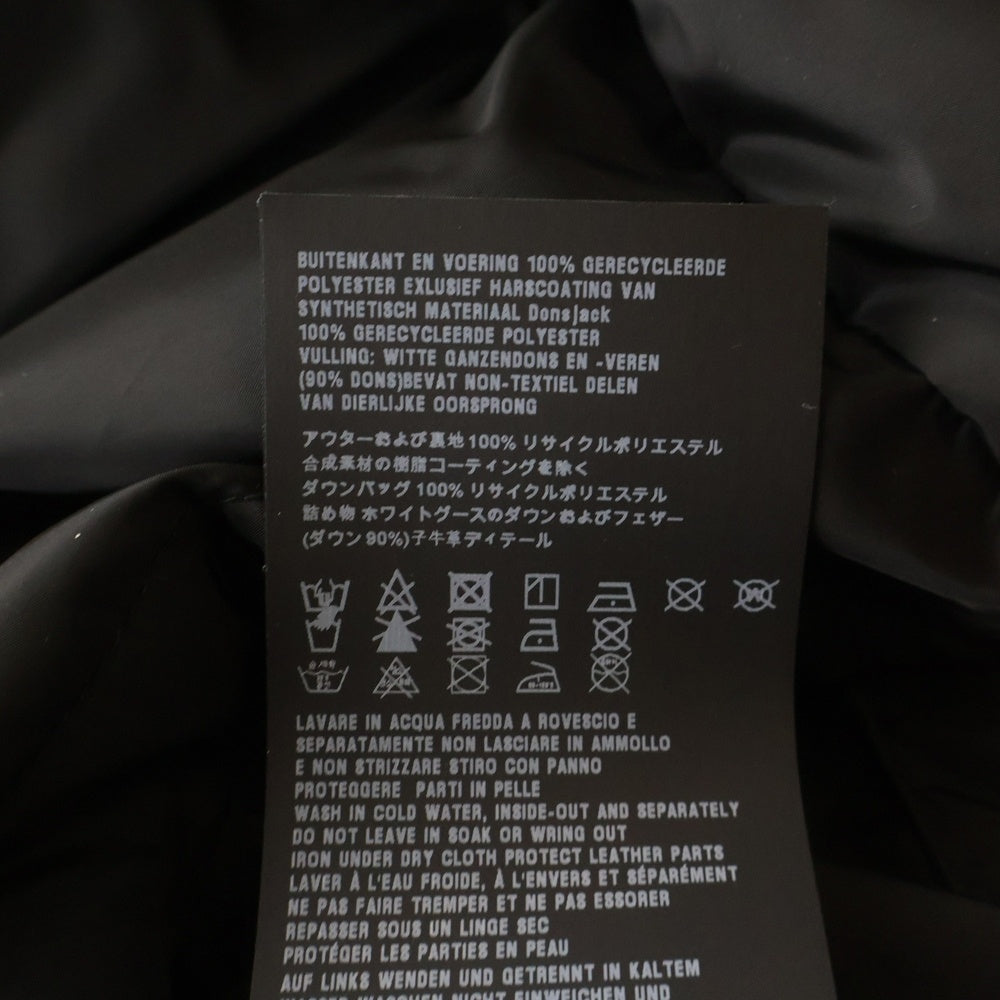 BUITENKANT EN VOERING 100% GERECYCLEERDE
POLYESTER EXLUSIEF HARSCOATING VAN
SYNTHETISCH MATERIAAL Donsjack
100% GERECYCLEERDE POLYESTER
VULLING: WITTE GANZENDONS EN -VEREN
(90% DONS)BEVAT NON-TEXTIEL DELEN
VAN DIERLIJKE OORSPRONG
アウターおよび裏地100% リサイクルポリエステル
合成素材の樹脂コーティングを除く
ダウンバッグ 100% リサイクルポリエステル
詰め物 ホワイトグースのダウンおよびフェザー
(ダウン 90%)子牛革ディテール
LAVARE IN ACQUA FREDDA A ROVESCIO E
SEPARATAMENTE NON LASCIARE IN AMMOLLO
E NON STRIZZARE STIRO CON PANNO
PROTEGGERE PARTI IN PELLE
WASH IN COLD WATER, INSIDE-OUT AND SEPARATELY
DO NOT LEAVE IN SOAK OR WRING OUT
IRON UNDER DRY CLOTH PROTECT LEATHER PARTS
LAVER À L'EAU FROIDE, À L'ENVERS ET SÉPARÉMENT
NE PAS FAIRE TREMPER ET NE PAS ESSORER
REPASSER SOUS UN LINGE SEC
PROTÉGER LES PARTIES EN PEAU
AUF LINKS WENDEN UND GETRENNT IN KALTEM
WASSER WASCHEN NICHT EINWEICHEN UND